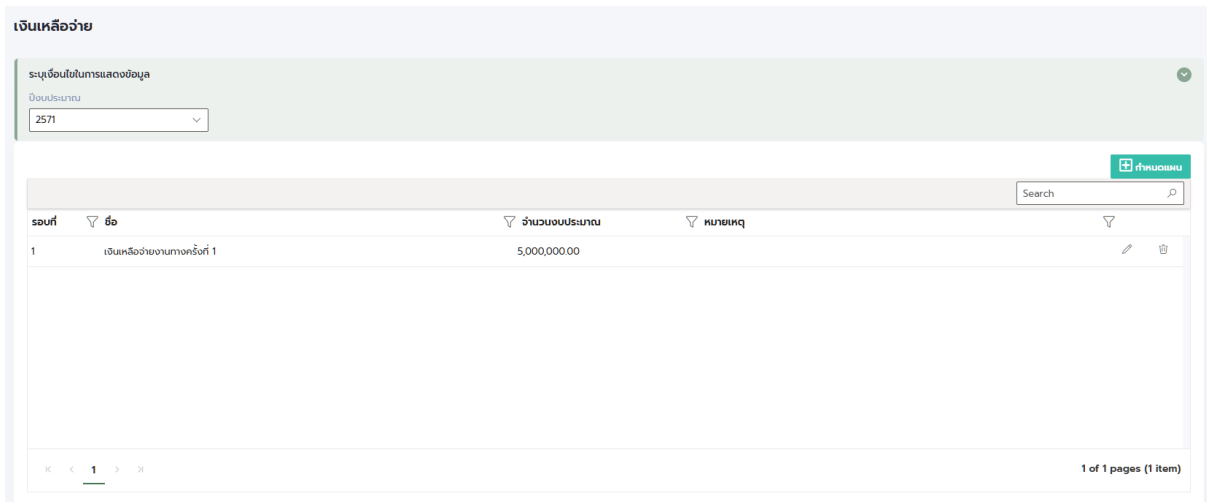 เงินเหลือจ่าย
ระบุเงื่อนไขในการแสดงข้อมูล
ปีงบประมาณ
2571
กำหนดแผน
Search
รอบที่ ชื่อ จำนวนงบประมาณ หมายเหตุ
1 เงินเหลือจ่ายงานทางครั้งที่ 1 5,000,000.00
1 1 of 1 pages (1 item)